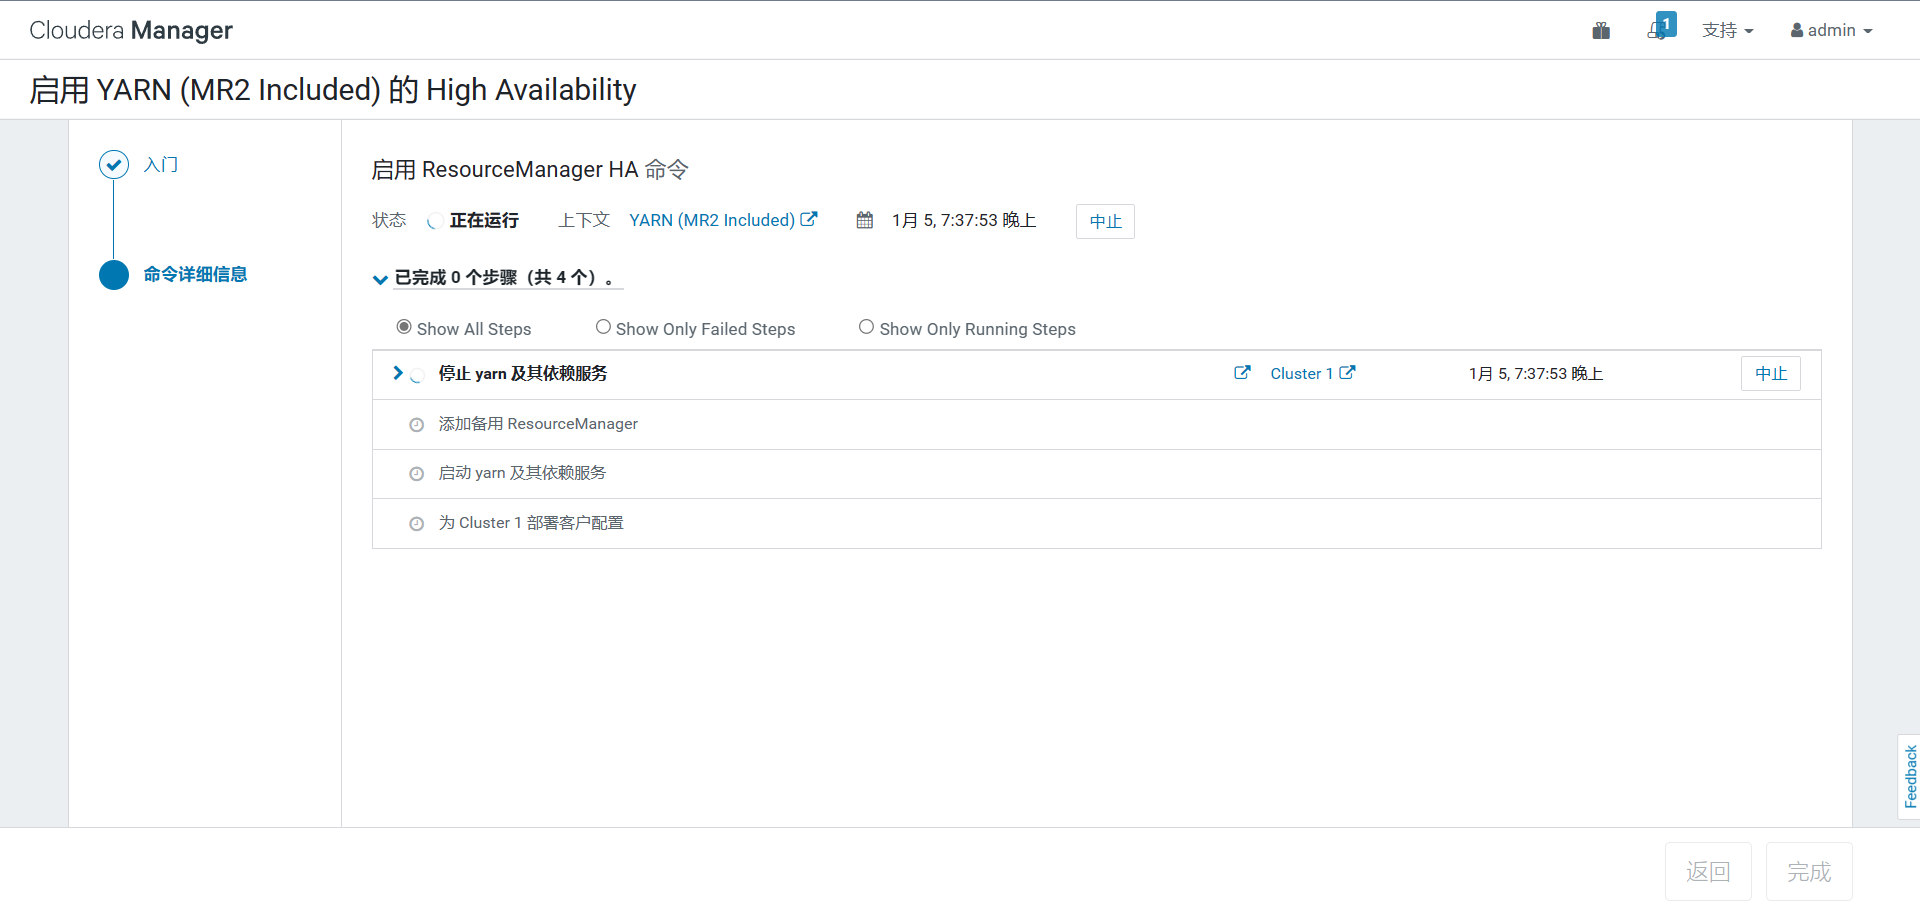 Cloudera Manager
1
支持
admin
启用 YARN (MR2 Included) 的 High Availability
入门
命令详细信息
启用 ResourceManager HA 命令
状态 正在运行 上下文 YARN (MR2 Included) 1月 5, 7:37:53 晚上 中止
已完成 0 个步骤（共 4 个）。
Show All Steps Show Only Failed Steps Show Only Running Steps
停止 yarn 及其依赖服务 Cluster 1 1月 5, 7:37:53 晚上 中止
添加备用 ResourceManager
启动 yarn 及其依赖服务
为 Cluster 1 部署客户配置
Feedback
返回 完成